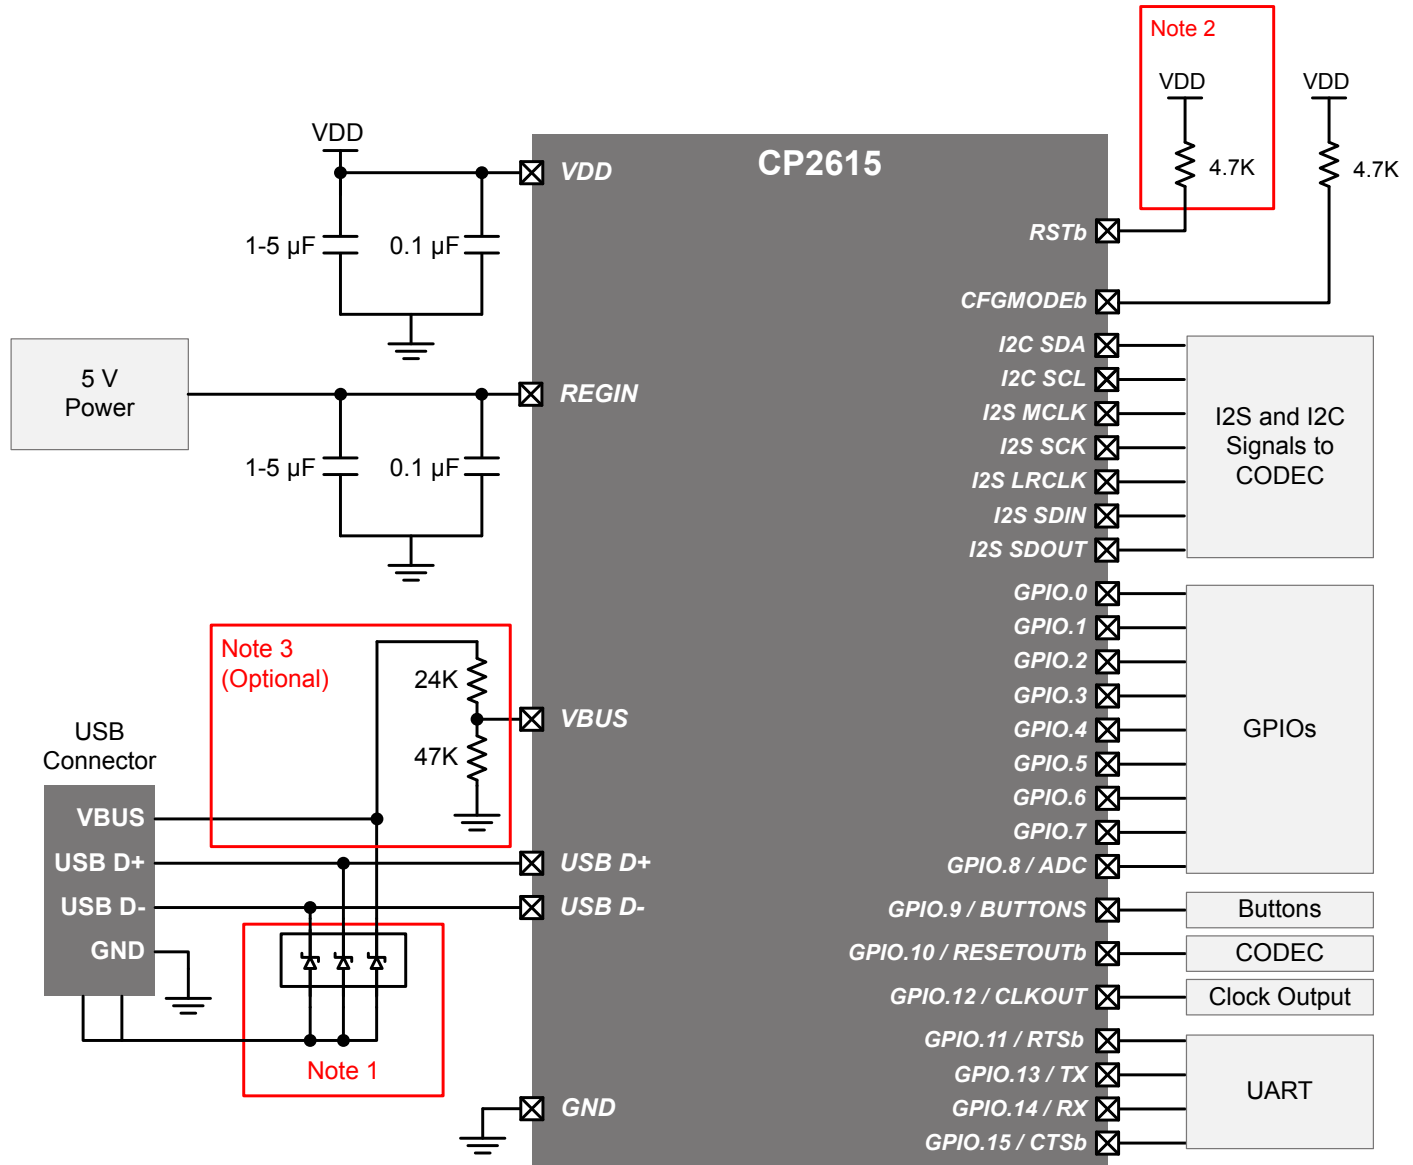 Note 2
VDD
VDD
4.7K
4.7K
CP2615
VDD
VDD
1-5 µF
0.1 µF
RSTb
CFGMODEb
5 V
Power
REGIN
1-5 µF
0.1 µF
I2C SDA
I2C SCL
I2S MCLK
I2S SCK
I2S LRCLK
I2S SDIN
I2S SDOUT
I2S and I2C
Signals to
CODEC
Note 3
(Optional)
24K
47K
VBUS
GPIO.0
GPIO.1
GPIO.2
GPIO.3
GPIO.4
GPIO.5
GPIO.6
GPIO.7
GPIO.8 / ADC
GPIOs
USB
Connector
VBUS
USB D+
USB D-
GND
USB D+
USB D-
Note 1
GND
GPIO.9 / BUTTONS
Buttons
GPIO.10 / RESETOUTb
CODEC
GPIO.12 / CLKOUT
Clock Output
GPIO.11 / RTSb
GPIO.13 / TX
GPIO.14 / RX
GPIO.15 / CTSb
UART